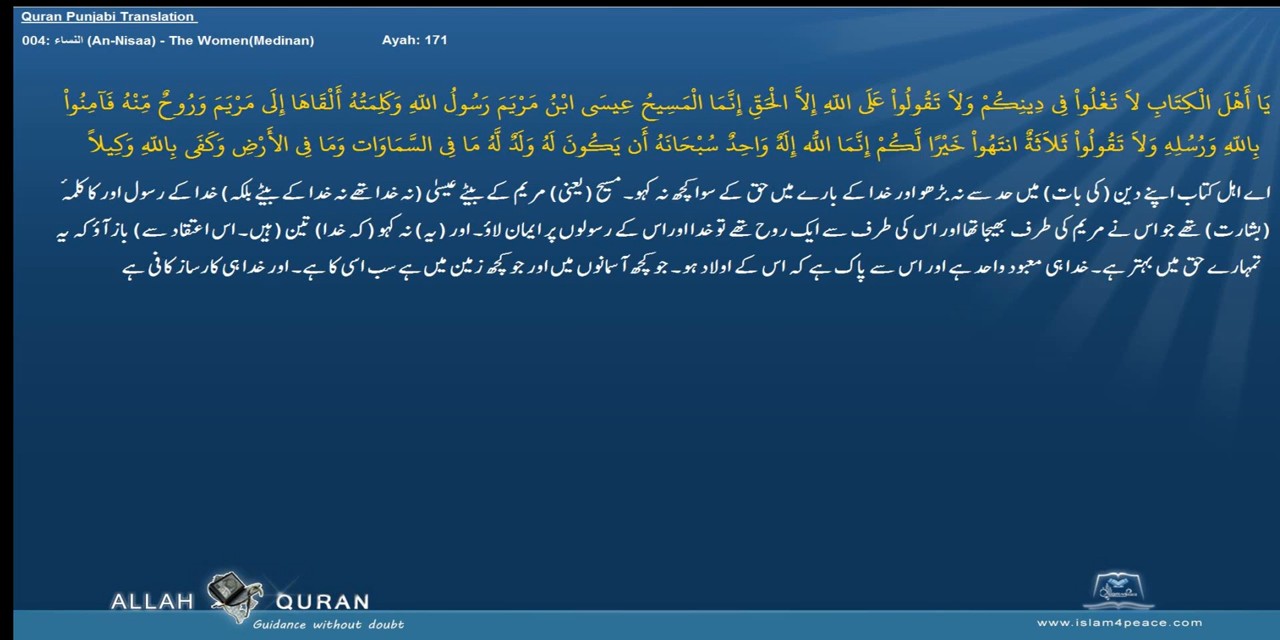 Quran Punjabi Translation
004: النساء (An-Nisaa) - The Women(Medinan) Ayah: 171
يَا أَهْلَ الْكِتَابِ لاَ تَغْلُواْ فِي دِينِكُمْ وَلاَ تَقُولُواْ عَلَى اللّهِ إِلاَّ الْحَقِّ إِنَّمَا الْمَسِيحُ عِيسَى ابْنُ مَرْيَمَ رَسُولُ اللّهِ وَكَلِمَتُهُ أَلْقَاهَا إِلَى مَرْيَمَ وَرُوحٌ مِّنْهُ فَآمِنُواْ
بِاللّهِ وَرُسُلِهِ وَلاَ تَقُولُواْ ثَلاَثَةٌ انتَهُواْ خَيْرًا لَّكُمْ إِنَّمَا اللّهُ إِلَهٌ وَاحِدٌ سُبْحَانَهُ أَن يَكُونَ لَهُ وَلَدٌ لَّهُ مَا فِي السَّمَاوَات وَمَا فِي الأَرْضِ وَكَفَى بِاللّهِ وَكِيلاً
اے اہل کتاب اپنے دین (کی بات) میں حد سے نہ بڑھو اور خدا کے بارے میں حق کے سوا کچھ نہ کہو۔ مسیح (یعنی) مریم کے بیٹے عیسیٰ (نہ خدا تھے نہ خدا کے بیٹے بلکہ) خدا کے رسول اور کا کلمہٴ
(بشارت) تھے جو اس نے مریم کی طرف بھیجا تھا اور اس کی طرف سے ایک روح تھے تو خدا اور اس کے رسولوں پر ایمان لاؤ۔ اور (یہ) نہ کہو (کہ خدا) تین (ہیں۔ اس اعتقاد سے) باز آؤ کہ یہ
تمہارے حق میں بہتر ہے۔ خدا ہی معبود واحد ہے اور اس سے پاک ہے کہ اس کے اولاد ہو۔ جو کچھ آسمانوں میں اور جو کچھ زمین میں ہے سب اسی کا ہے۔ اور خدا ہی کارساز کافی ہے
ALLAH QURAN
Guidance without doubt
www.islam4peace.com